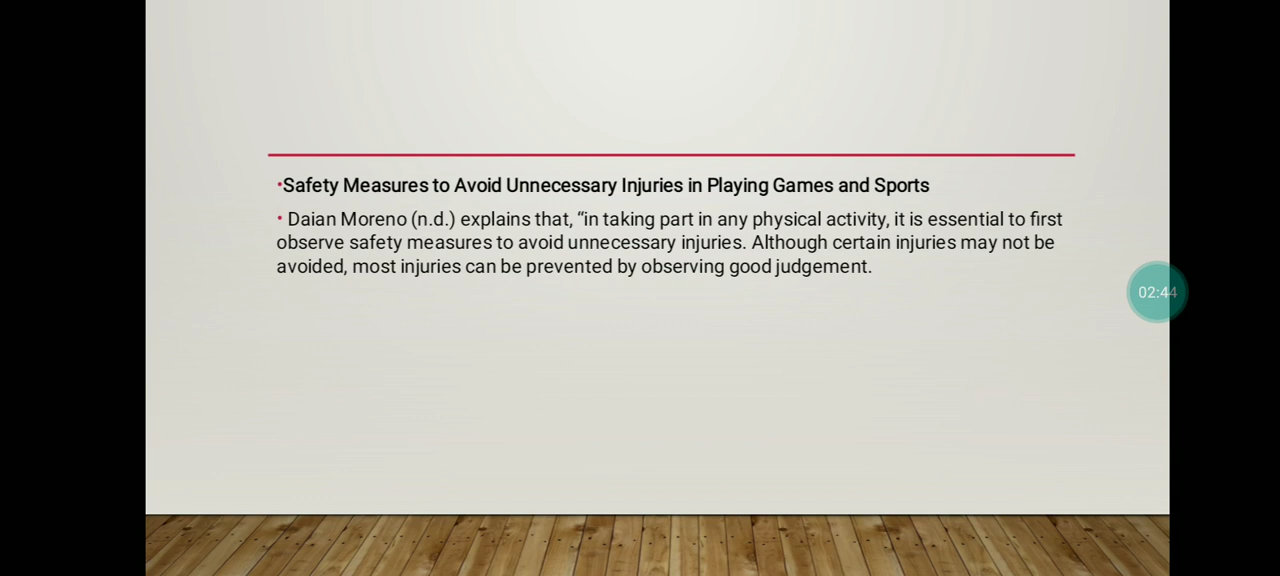 •Safety Measures to Avoid Unnecessary Injuries in Playing Games and Sports
• Daian Moreno (n.d.) explains that, “in taking part in any physical activity, it is essential to first
observe safety measures to avoid unnecessary injuries. Although certain injuries may not be
avoided, most injuries can be prevented by observing good judgement.
02:44